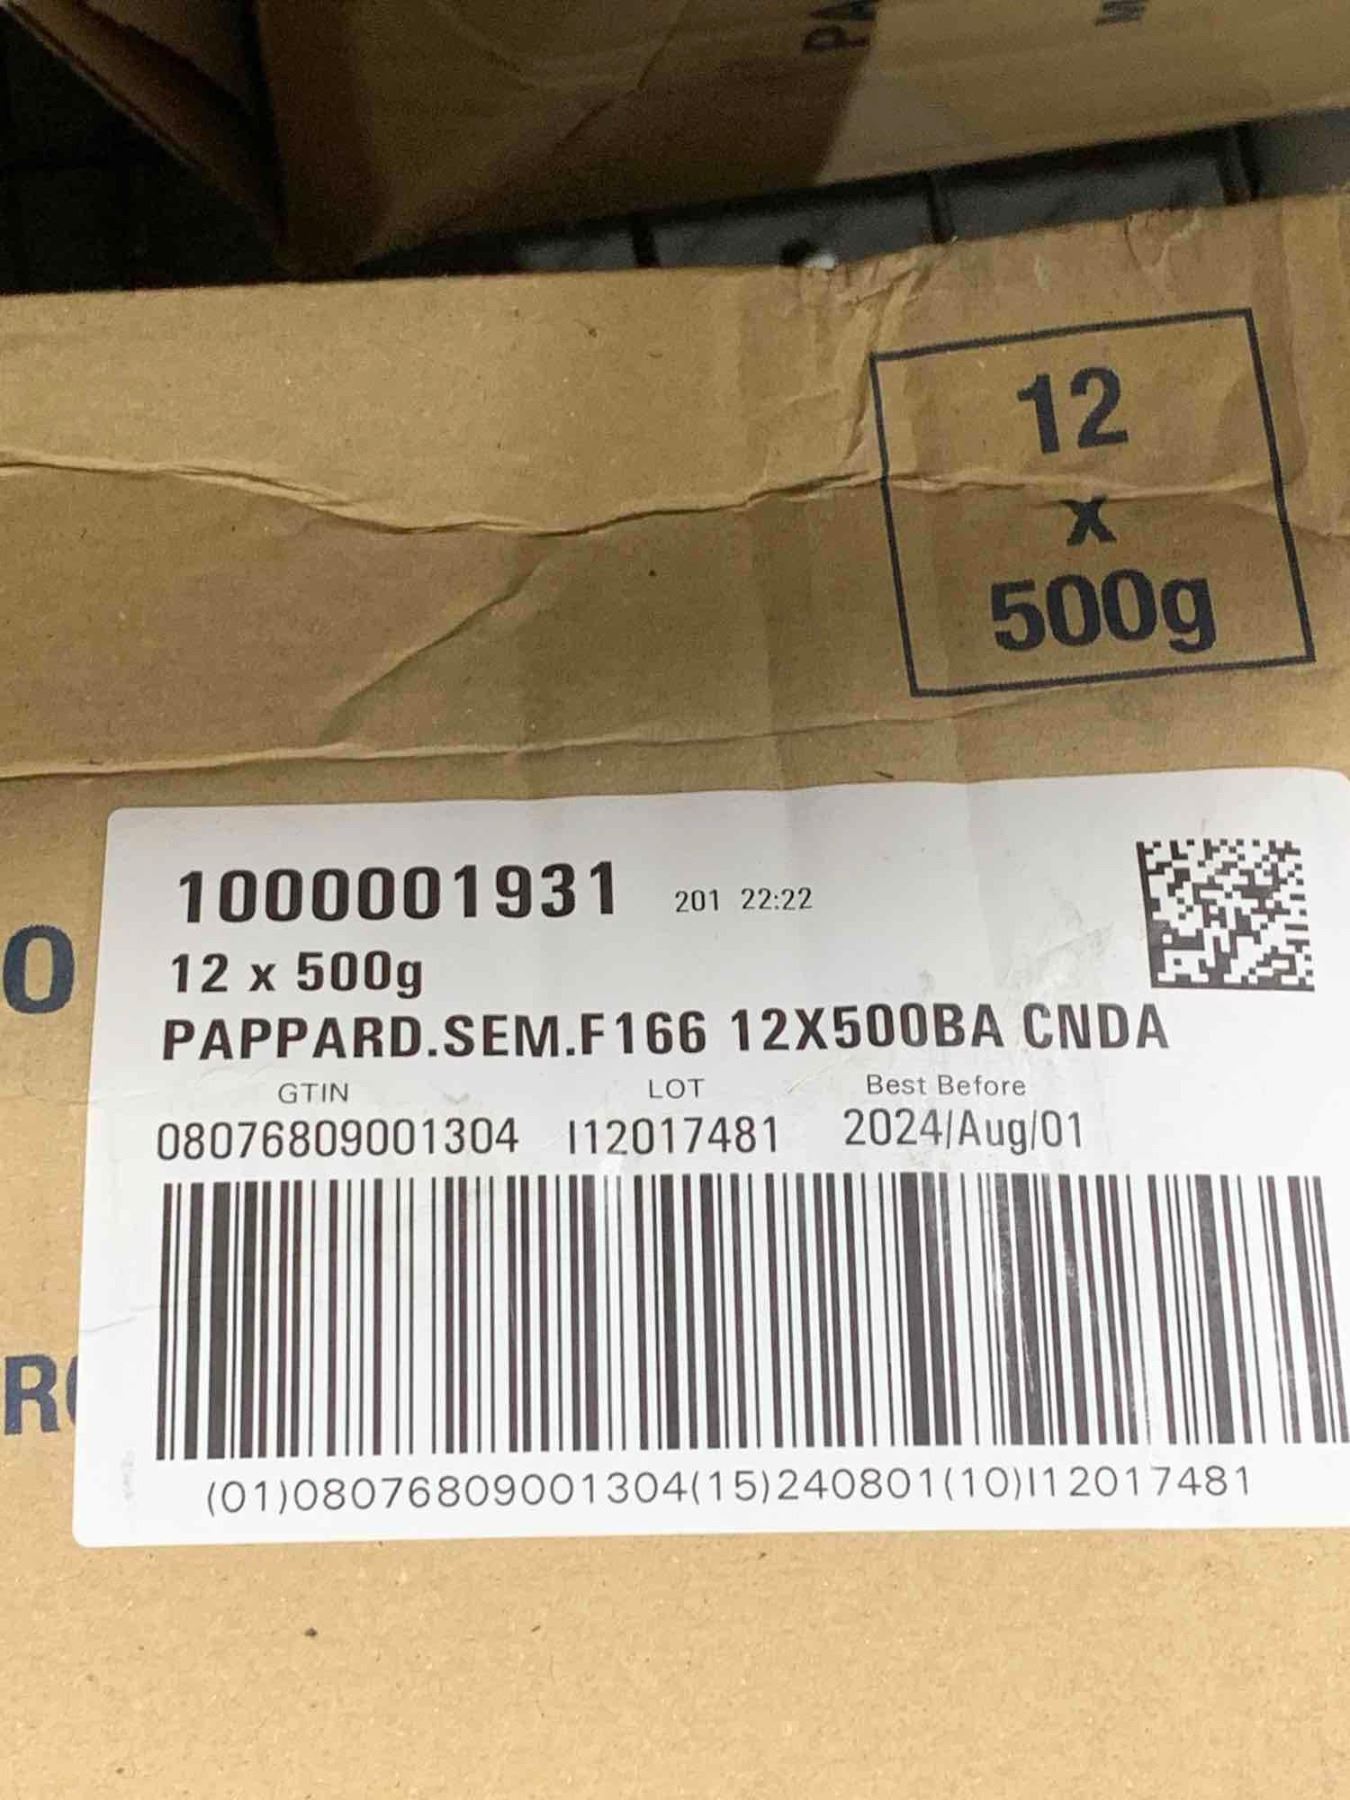 PA
12
x
500g
1000001931 201 22:22
12 x 500g
O
PAPPARD.SEM.F166 12X500BA CNDA
GTIN LOT Best Before
08076809001304 I12017481 2024/Aug/01
R
(01)08076809001304(15)240801(10)I12017481